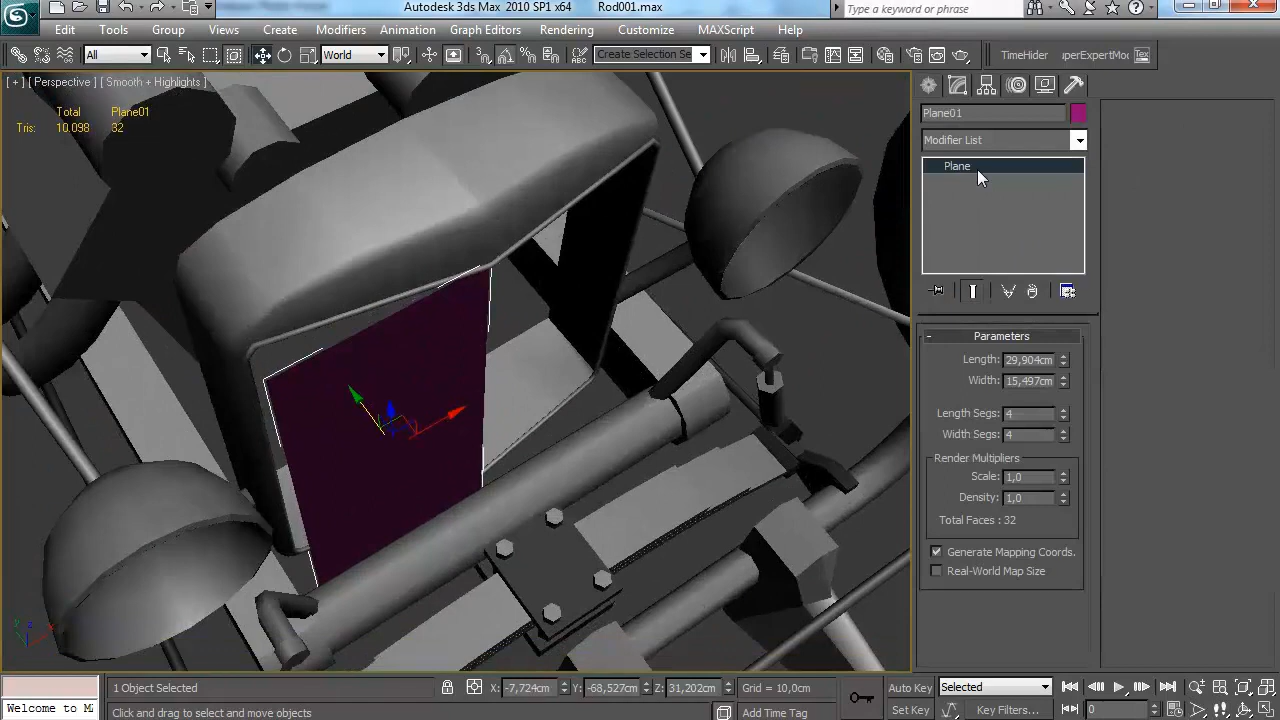 Autodesk 3ds Max 2010 SP1 x64 Rod001.max
Type a keyword or phrase
Edit Tools Group Views Create Modifiers Animation Graph Editors Rendering Customize MAXScript Help
All
World
Create Selection Se
TimeHider
iperExpertMoc
Tex
[ + ] [ Perspective ] [ Smooth + Highlights ]
Total Plane01
Tris: 10.098 32
Plane01
Modifier List
Plane
- Parameters
Length: 29,904cm
Width: 15,497cm
Length Segs: 4
Width Segs: 4
Render Multipliers
Scale: 1,0
Density: 1,0
Total Faces : 32
Generate Mapping Coords.
Real-World Map Size
z
1 Object Selected
X: -7,724cm Y: -68,527cm Z: 31,202cm Grid = 10,0cm
Auto Key Selected
Welcome to M
Click and drag to select and move objects
Add Time Tag
Set Key Key Filters... 0